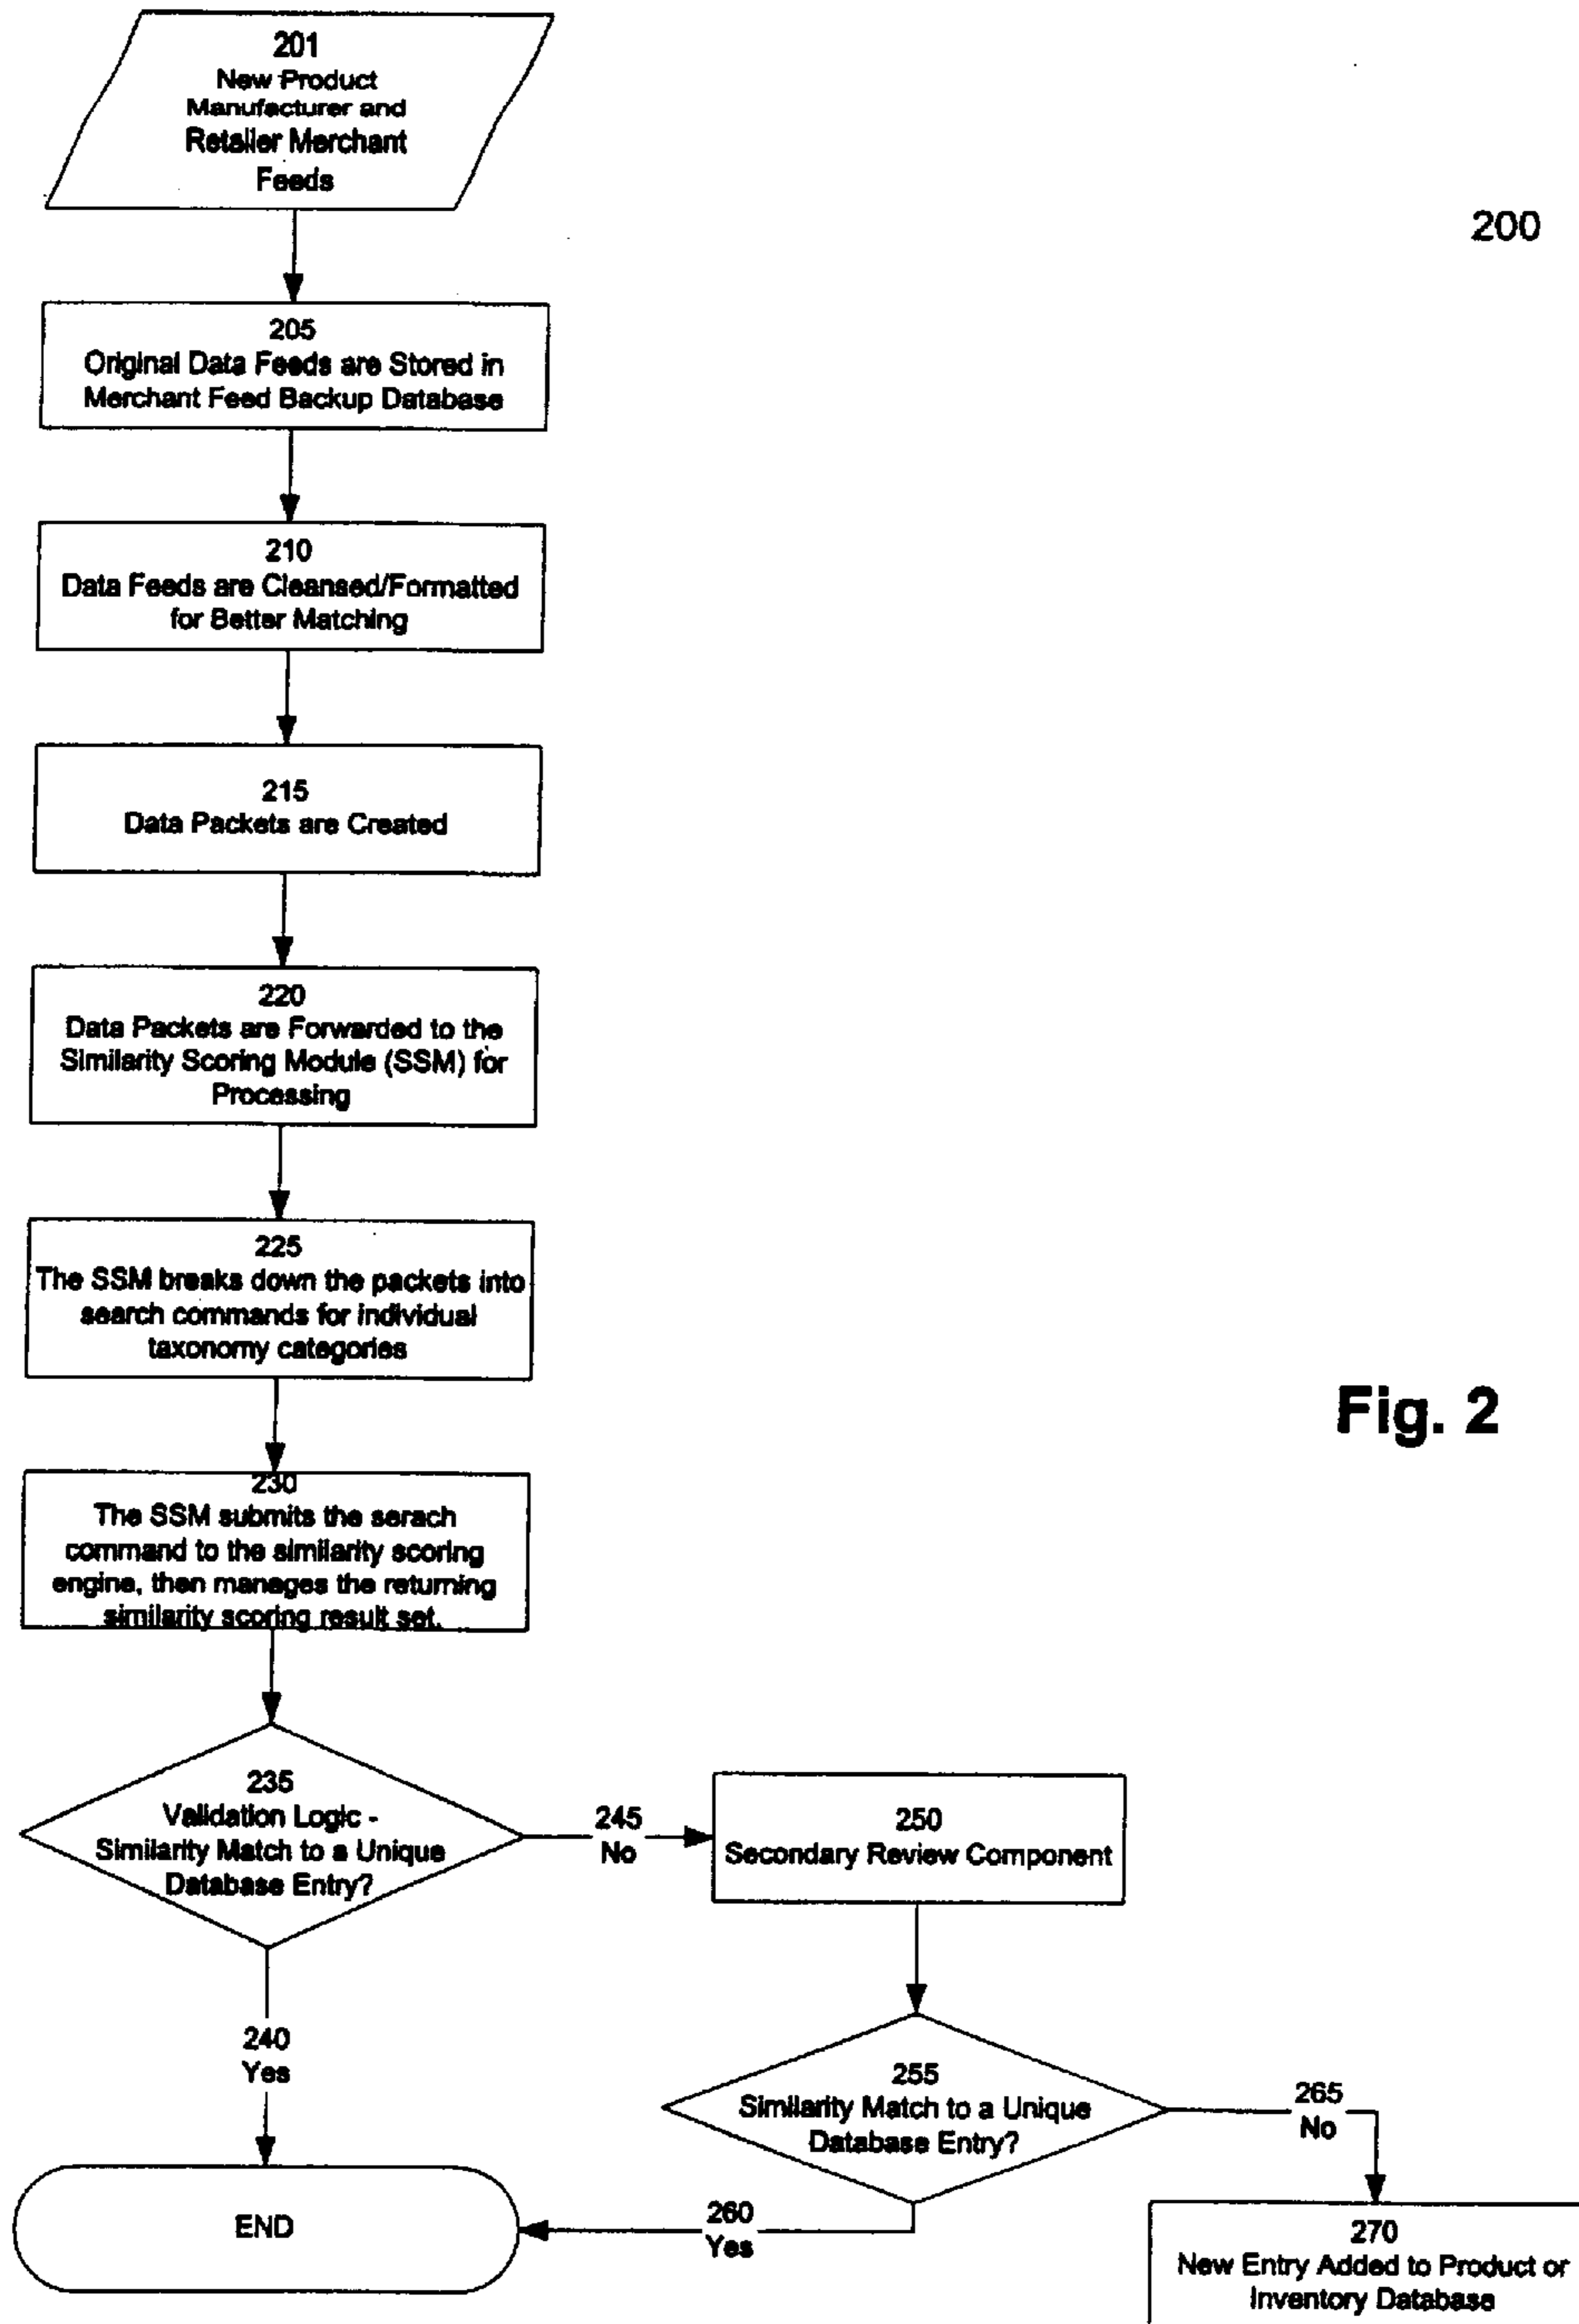 201
New Product
Manufacturer and
Retailer Merchant
Feeds
200
205
Original Data Feeds are Stored in
Merchant Feed Backup Database
210
Data Feeds are Cleansed/Formatted
for Better Matching
215
Data Packets are Created
220
Data Packets are Forwarded to the
Similarity Scoring Module (SSM) for
Processing
225
The SSM breaks down the packets into
search commands for individual
taxonomy categories
Fig. 2
230
The SSM submits the serach
command to the similarity scoring
engine, then manages the returning
similarity scoring result set.
235
Validation Logic -
Similarity Match to a Unique
Database Entry?
245
No
250
Secondary Review Component
240
Yes
255
Similarity Match to a Unique
Database Entry?
265
No
END
260
Yes
270
New Entry Added to Product or
Inventory Database